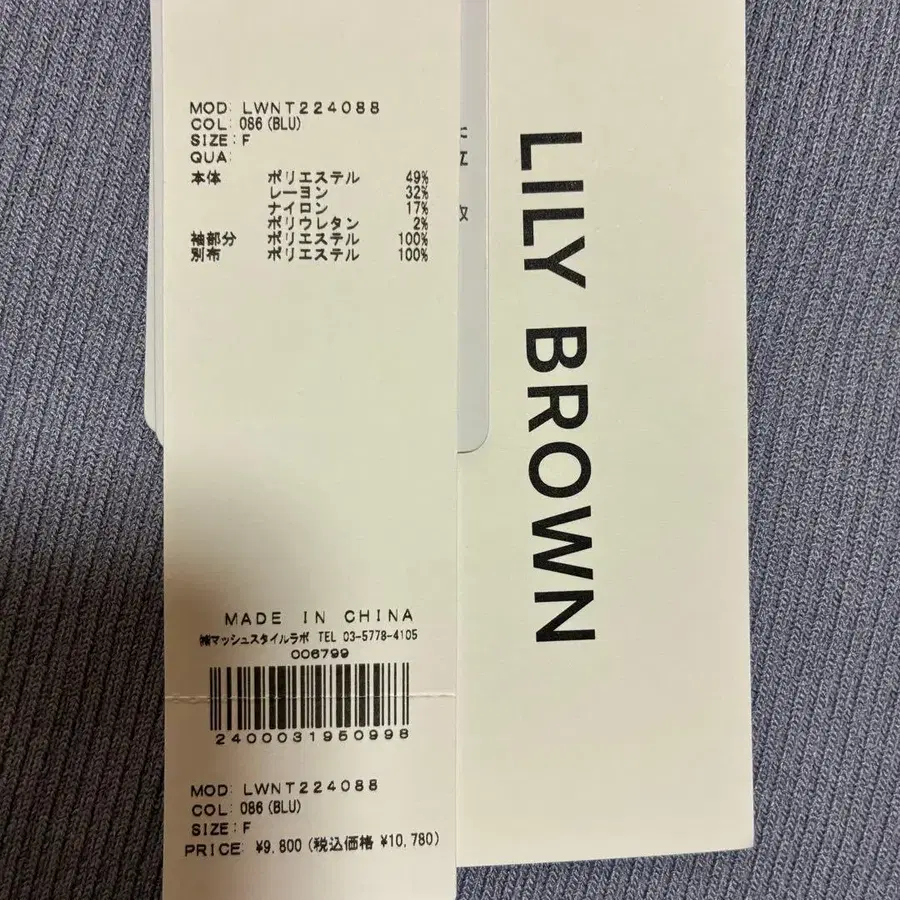 MOD: LWNT224088
COL: 086 (BLU)
SIZE: F
QUA:
本体 ポリエステル 49%
レーヨン 32%
ナイロン 17%
ポリウレタン 2%
袖部分 ポリエステル 100%
別布 ポリエステル 100%
MADE IN CHINA
㈱マッシュスタイルラボ TEL 03-5778-4105
006799
2400031950998
MOD: LWNT224088
COL: 086 (BLU)
SIZE: F
PRICE: ¥9,800 (税込価格 ¥10,780)
LILY BROWN